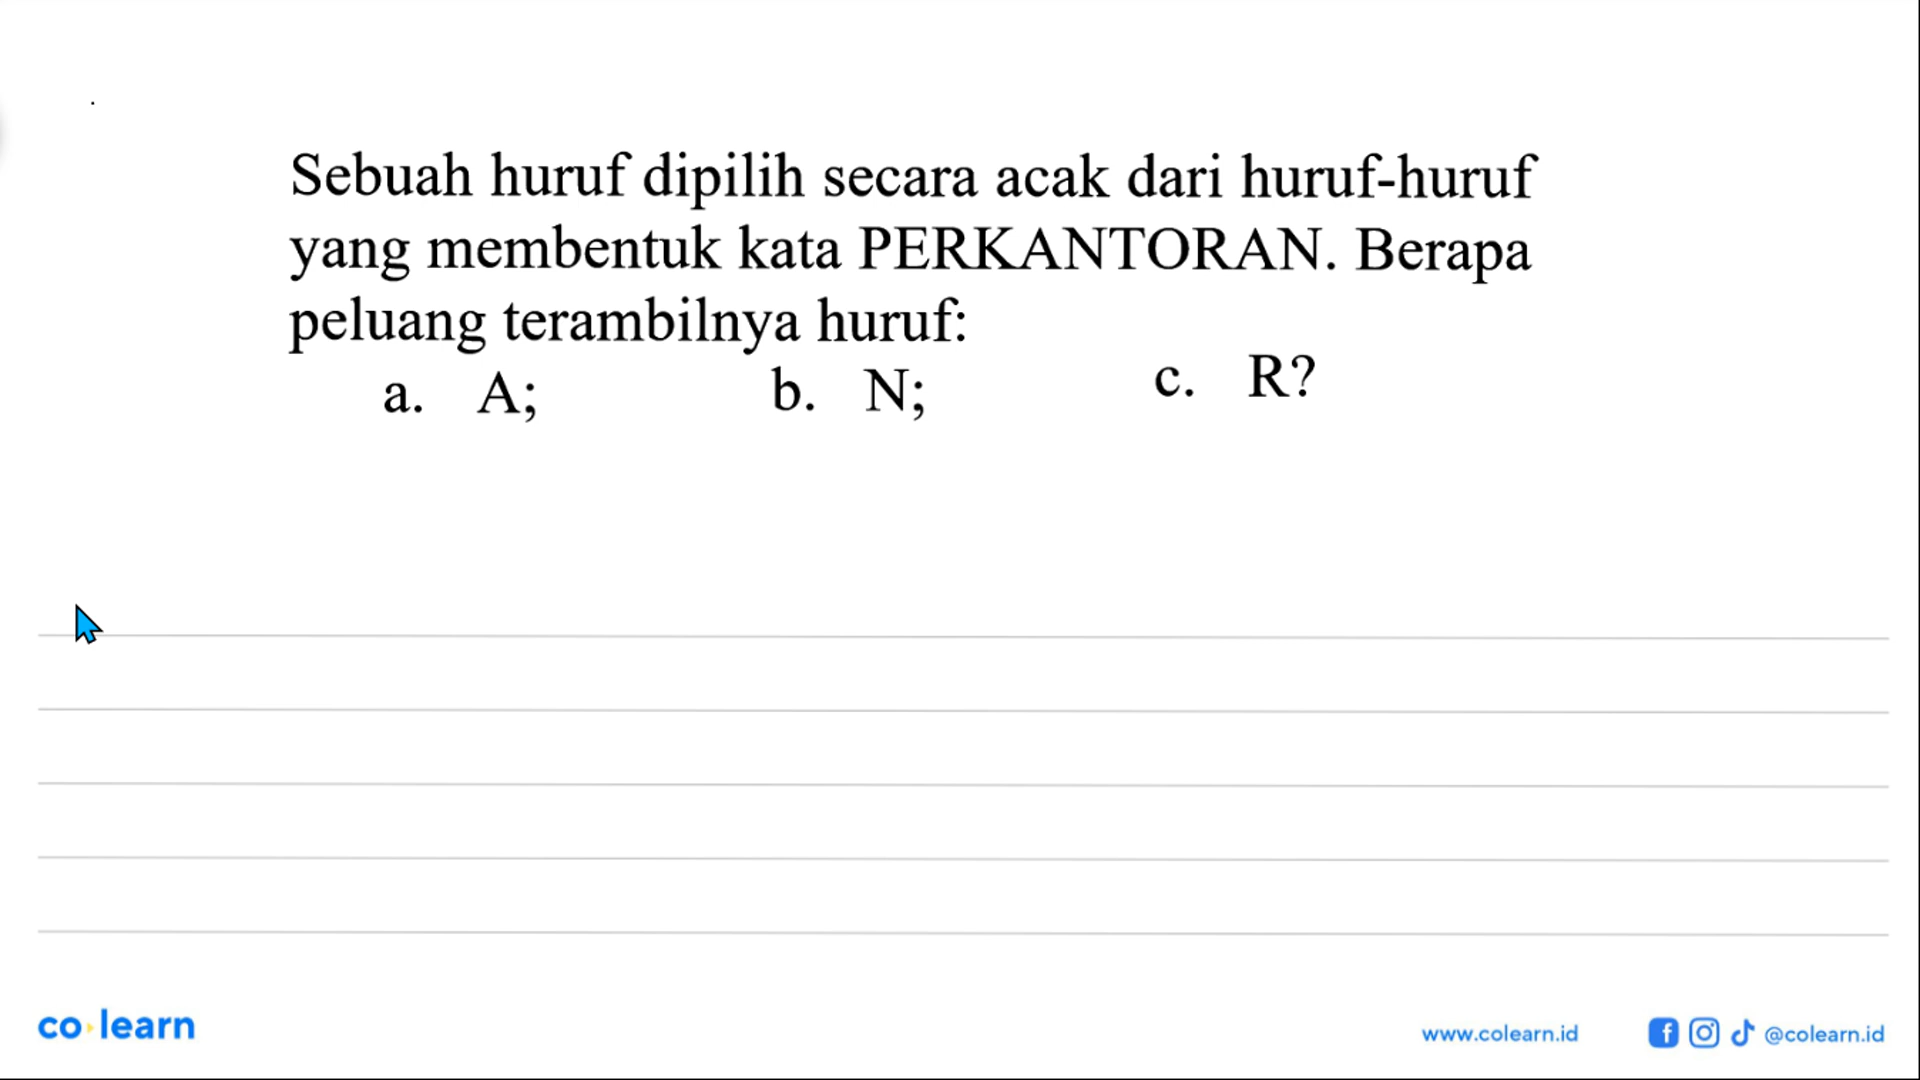 Sebuah huruf dipilih secara acak dari huruf-huruf
yang membentuk kata PERKANTORAN. Berapa
peluang terambilnya huruf:
a. A; b. N; c. R?
co learn
www.colearn.id @colearn.id